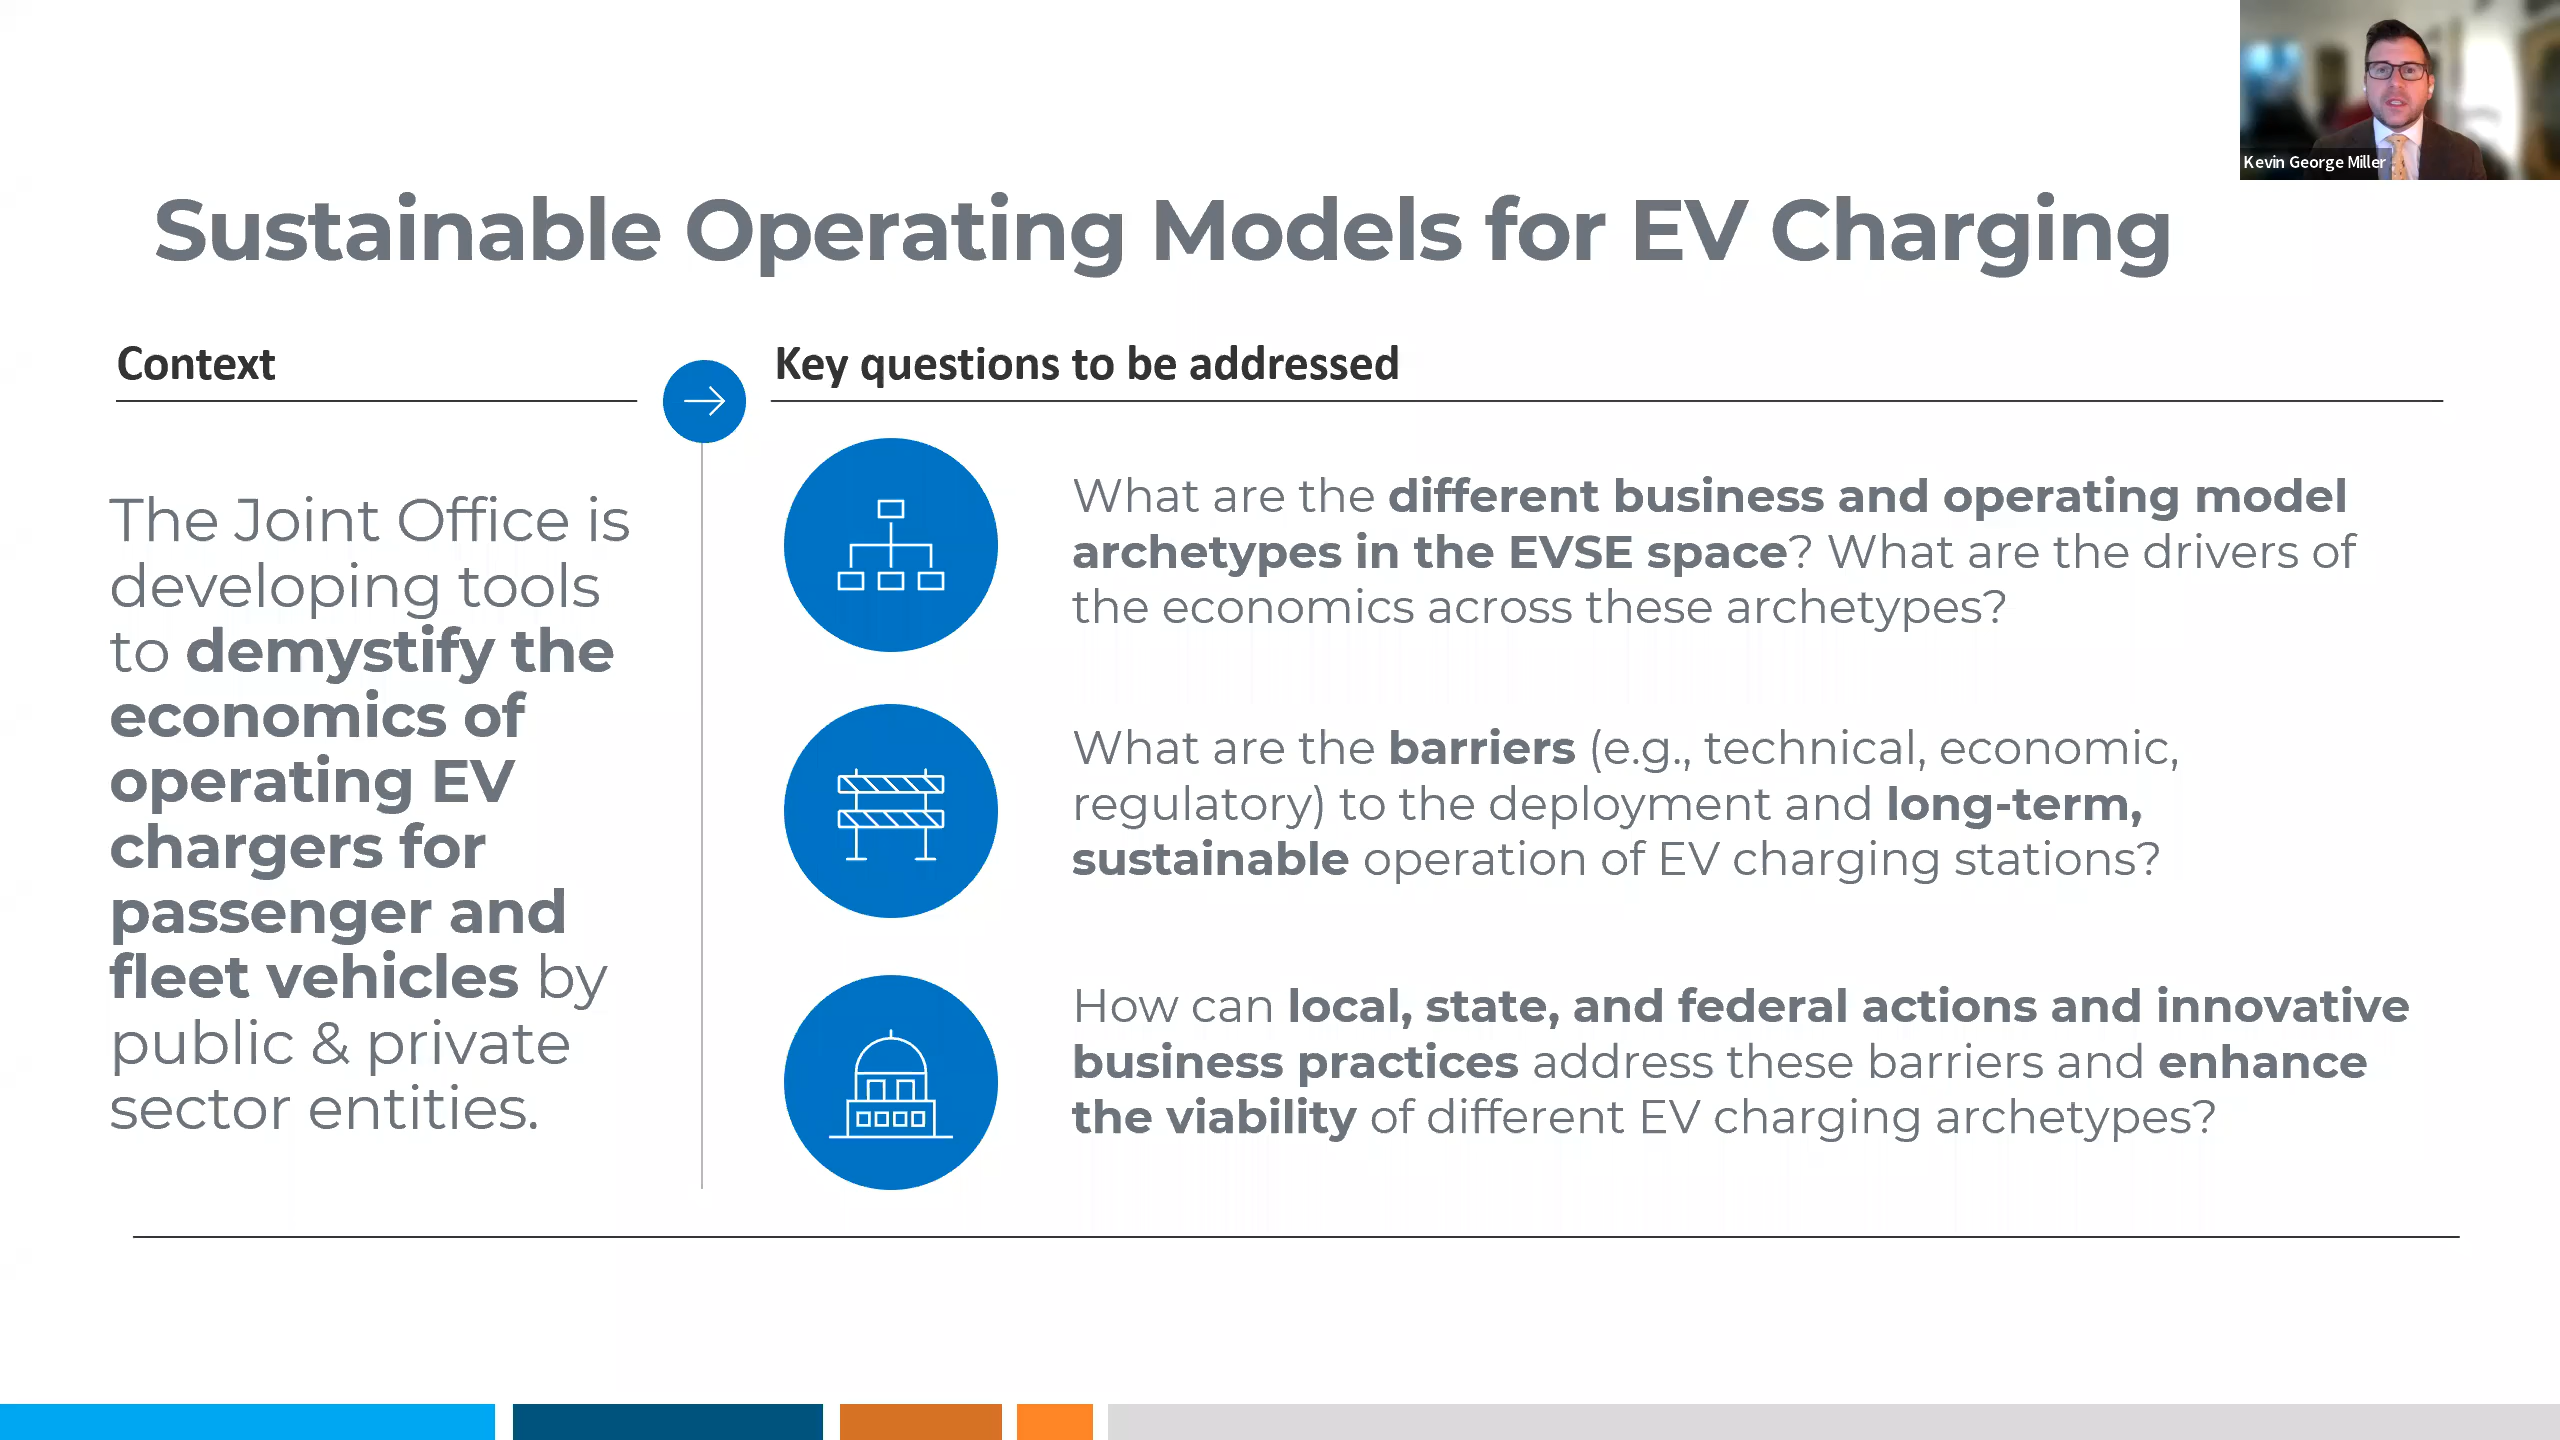 Kevin George Miller
Sustainable Operating Models for EV Charging
Context
The Joint Office is
developing tools
to demystify the
economics of
operating EV
chargers for
passenger and
fleet vehicles by
public & private
sector entities.
Key questions to be addressed
What are the different business and operating model
archetypes in the EVSE space? What are the drivers of
the economics across these archetypes?
What are the barriers (e.g., technical, economic,
regulatory) to the deployment and long-term,
sustainable operation of EV charging stations?
How can local, state, and federal actions and innovative
business practices address these barriers and enhance
the viability of different EV charging archetypes?